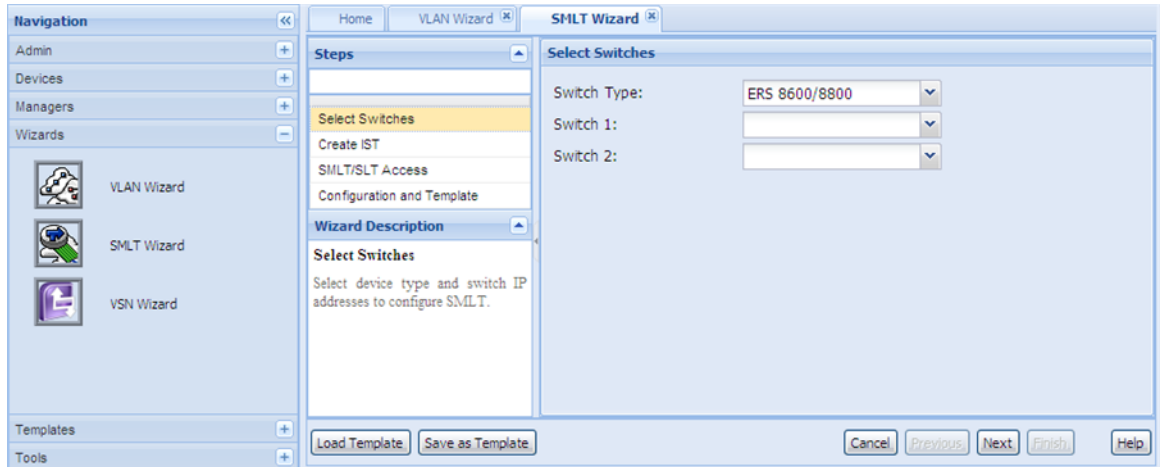 Navigation
Admin
Devices
Managers
Wizards
VLAN Wizard
SMLT Wizard
VSN Wizard
Templates
Tools
Home
VLAN Wizard
SMLT Wizard
Steps
Select Switches
Create IST
SMLT/SLT Access
Configuration and Template
Wizard Description
Select Switches
Select device type and switch IP
addresses to configure SMLT.
Select Switches
Switch Type: ERS 8600/8800
Switch 1:
Switch 2:
Load Template Save as Template Cancel Previous Next Finish Help